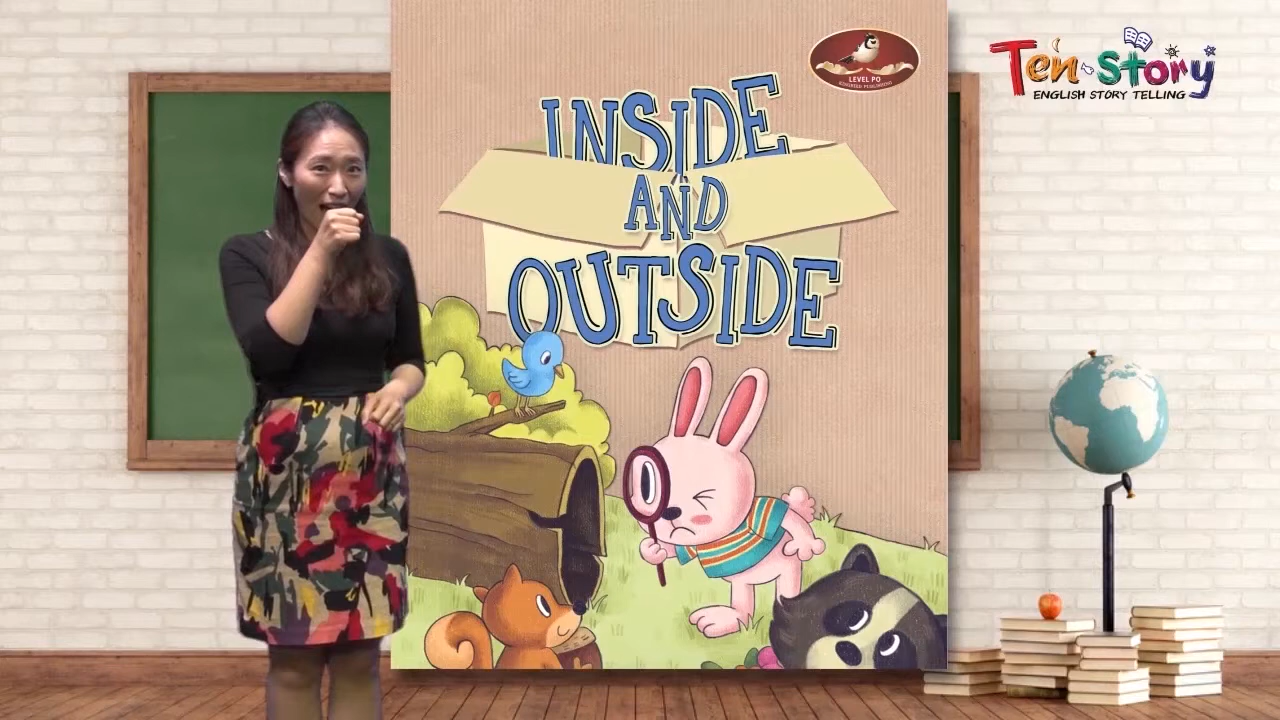 Ten-Story
ENGLISH STORY TELLING
LEVEL PO
INSIDE
AND
OUTSIDE